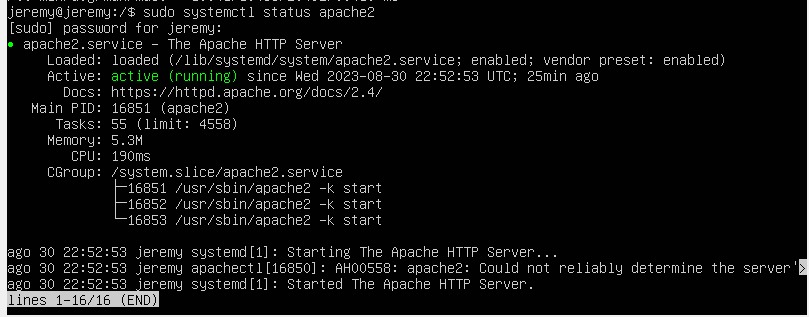 jeremy@jeremy:/$ sudo systemctl status apache2
[sudo] password for jeremy:
● apache2.service - The Apache HTTP Server
     Loaded: loaded (/lib/systemd/system/apache2.service; enabled; vendor preset: enabled)
     Active: active (running) since Wed 2023-08-30 22:52:53 UTC; 25min ago
       Docs: https://httpd.apache.org/docs/2.4/
   Main PID: 16851 (apache2)
      Tasks: 55 (limit: 4558)
     Memory: 5.3M
        CPU: 190ms
     CGroup: /system.slice/apache2.service
             ├─16851 /usr/sbin/apache2 -k start
             ├─16852 /usr/sbin/apache2 -k start
             └─16853 /usr/sbin/apache2 -k start

ago 30 22:52:53 jeremy systemd[1]: Starting The Apache HTTP Server...
ago 30 22:52:53 jeremy apachectl[16850]: AH00558: apache2: Could not reliably determine the server'>
ago 30 22:52:53 jeremy systemd[1]: Started The Apache HTTP Server.
lines 1-16/16 (END)